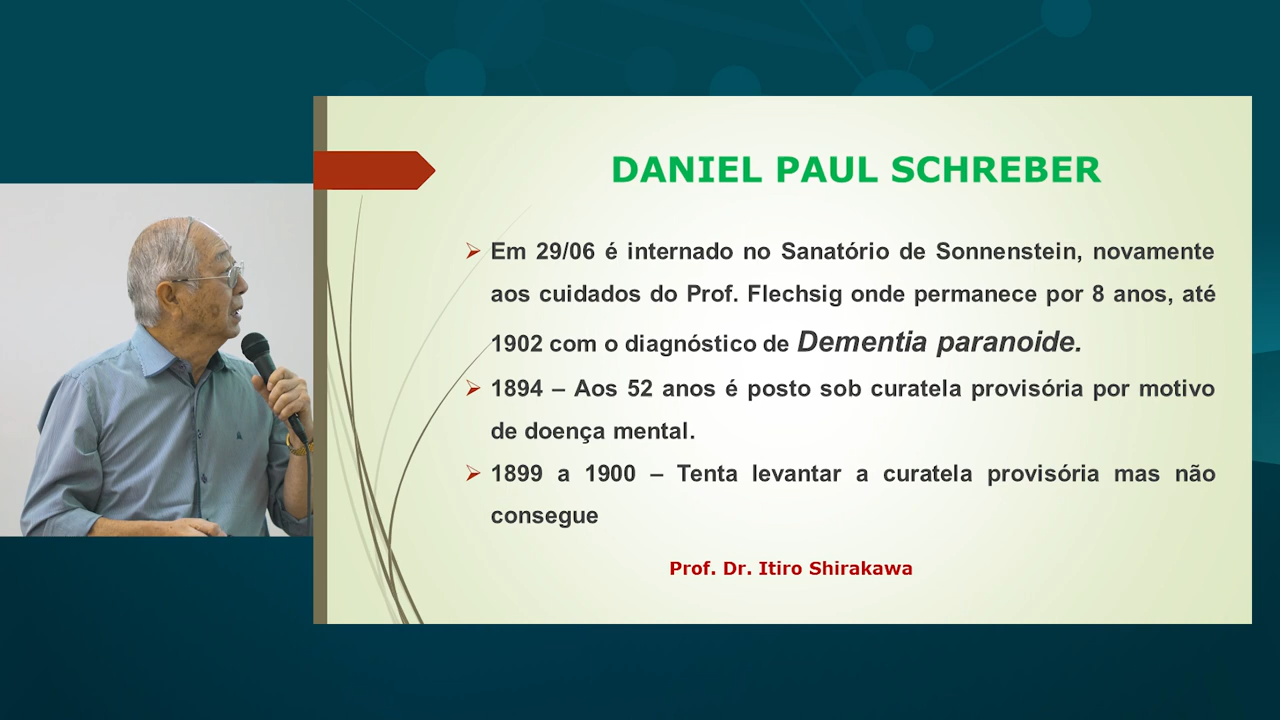 DANIEL PAUL SCHREBER
Em 29/06 é internado no Sanatório de Sonnenstein, novamente
aos cuidados do Prof. Flechsig onde permanece por 8 anos, até
1902 com o diagnóstico de Dementia paranoide.
1894 – Aos 52 anos é posto sob curatela provisória por motivo
de doença mental.
1899 a 1900 – Tenta levantar a curatela provisória mas não
consegue
Prof. Dr. Itiro Shirakawa